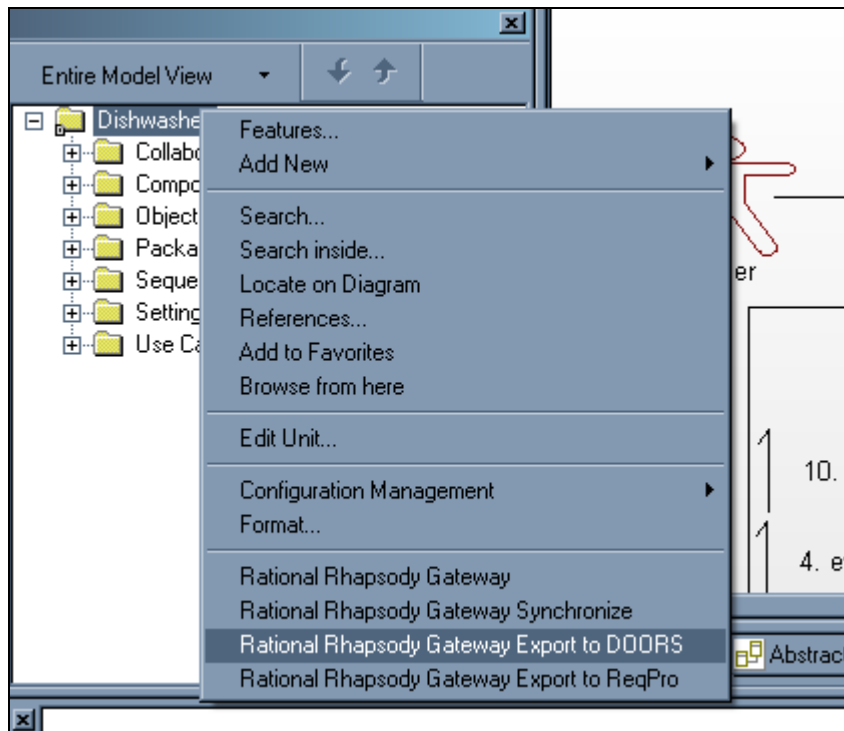 Entire Model View
Dishwashe
Collabo
Compo
Object
Packa
Seque
Setting
Use Ca
Features...
Add New
Search...
Search inside...
Locate on Diagram
References...
Add to Favorites
Browse from here
Edit Unit...
Configuration Management
Format...
Rational Rhapsody Gateway
Rational Rhapsody Gateway Synchronize
Rational Rhapsody Gateway Export to DOORS
Rational Rhapsody Gateway Export to ReqPro
er
10.
4. e
Abstrac